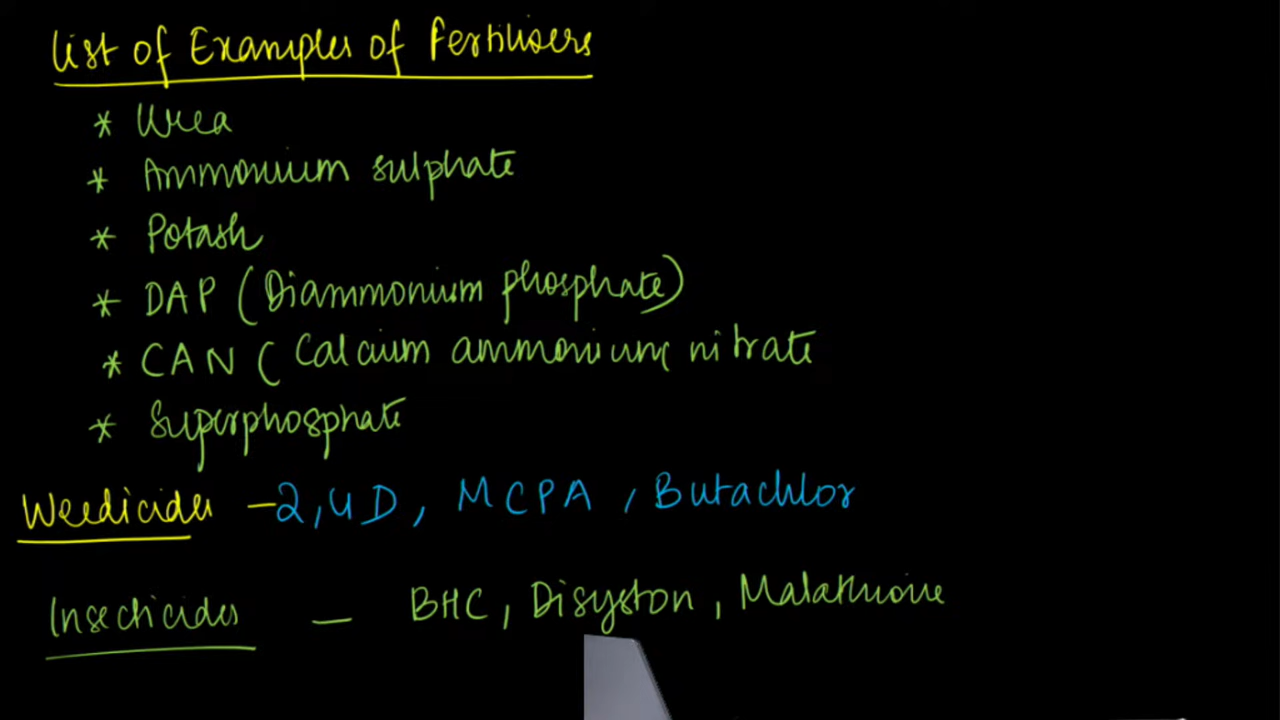 List of Examples of Fertilisers
* Urea
* Ammonium sulphate
* Potash
* DAP (Diammonium phosphate)
* CAN ( Calcium ammonium nitrate
* Superphosphate
Weedicides - 2,4D, MCPA, Butachlor
Insecticides - BHC, Disyston, Malathione